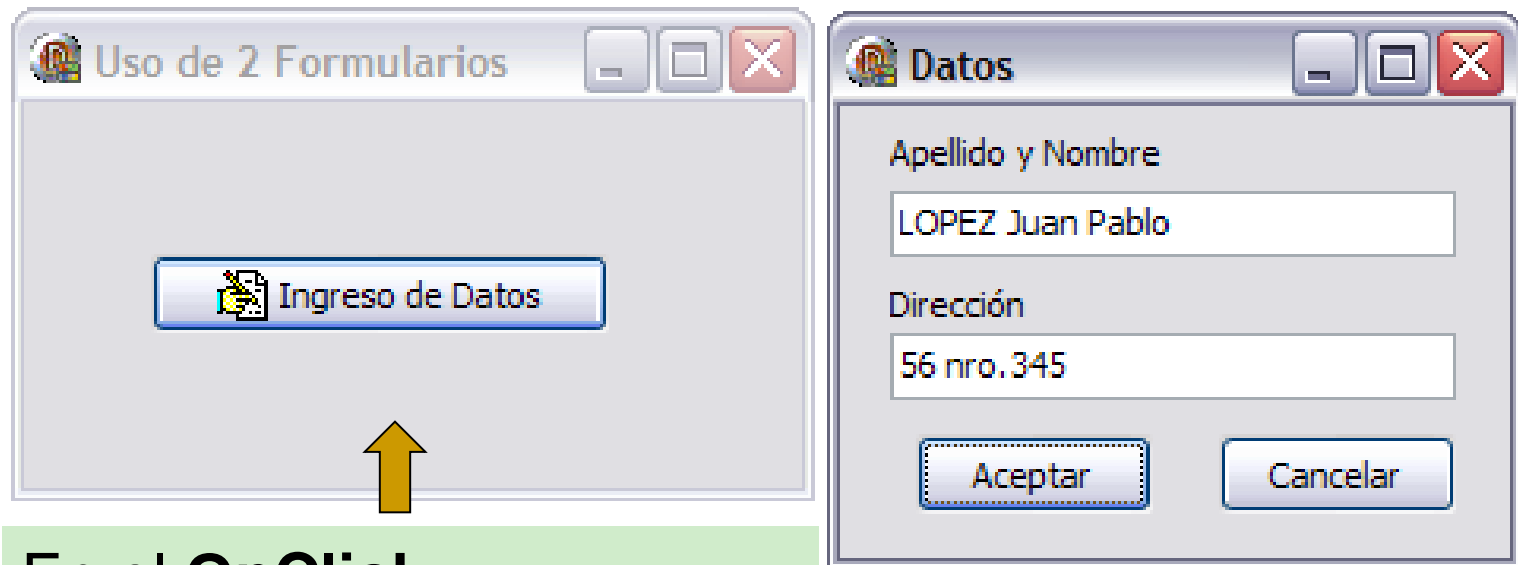 Uso de 2 Formularios
Ingreso de Datos
Datos
Apellido y Nombre
LOPEZ Juan Pablo
Dirección
56 nro.345
Aceptar
Cancelar